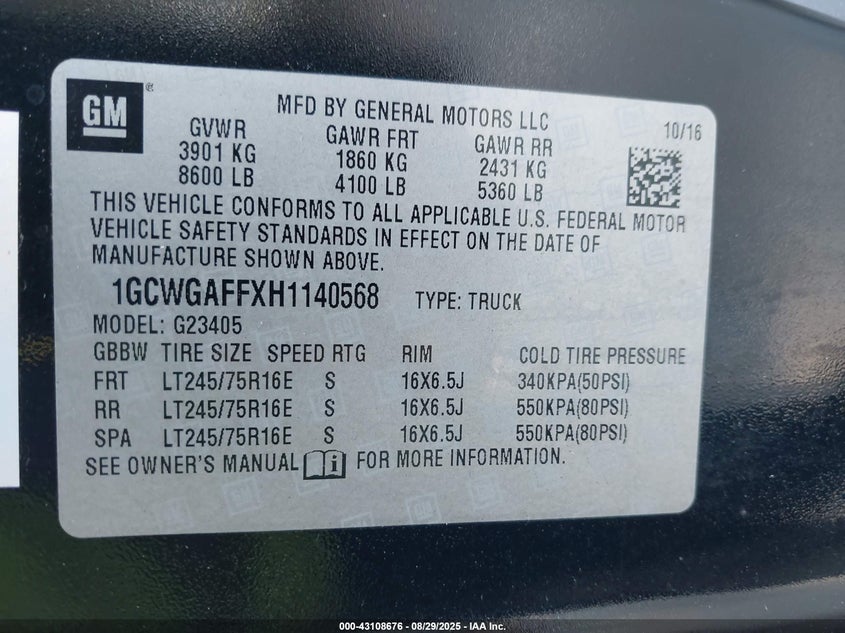 GM ®
MFD BY GENERAL MOTORS LLC
10/16
GVWR GAWR FRT GAWR RR
3901 KG 1860 KG 2431 KG
8600 LB 4100 LB 5360 LB
THIS VEHICLE CONFORMS TO ALL APPLICABLE U.S. FEDERAL MOTOR
VEHICLE SAFETY STANDARDS IN EFFECT ON THE DATE OF
MANUFACTURE SHOWN ABOVE.
1GCWGAFFXH1140568 TYPE: TRUCK
MODEL: G23405
GBBW TIRE SIZE SPEED RTG RIM COLD TIRE PRESSURE
FRT LT245/75R16E S 16X6.5J 340KPA(50PSI)
RR LT245/75R16E S 16X6.5J 550KPA(80PSI)
SPA LT245/75R16E S 16X6.5J 550KPA(80PSI)
SEE OWNER'S MANUAL i FOR MORE INFORMATION.
000-43108676 - 08/29/2025 - IAA Inc.